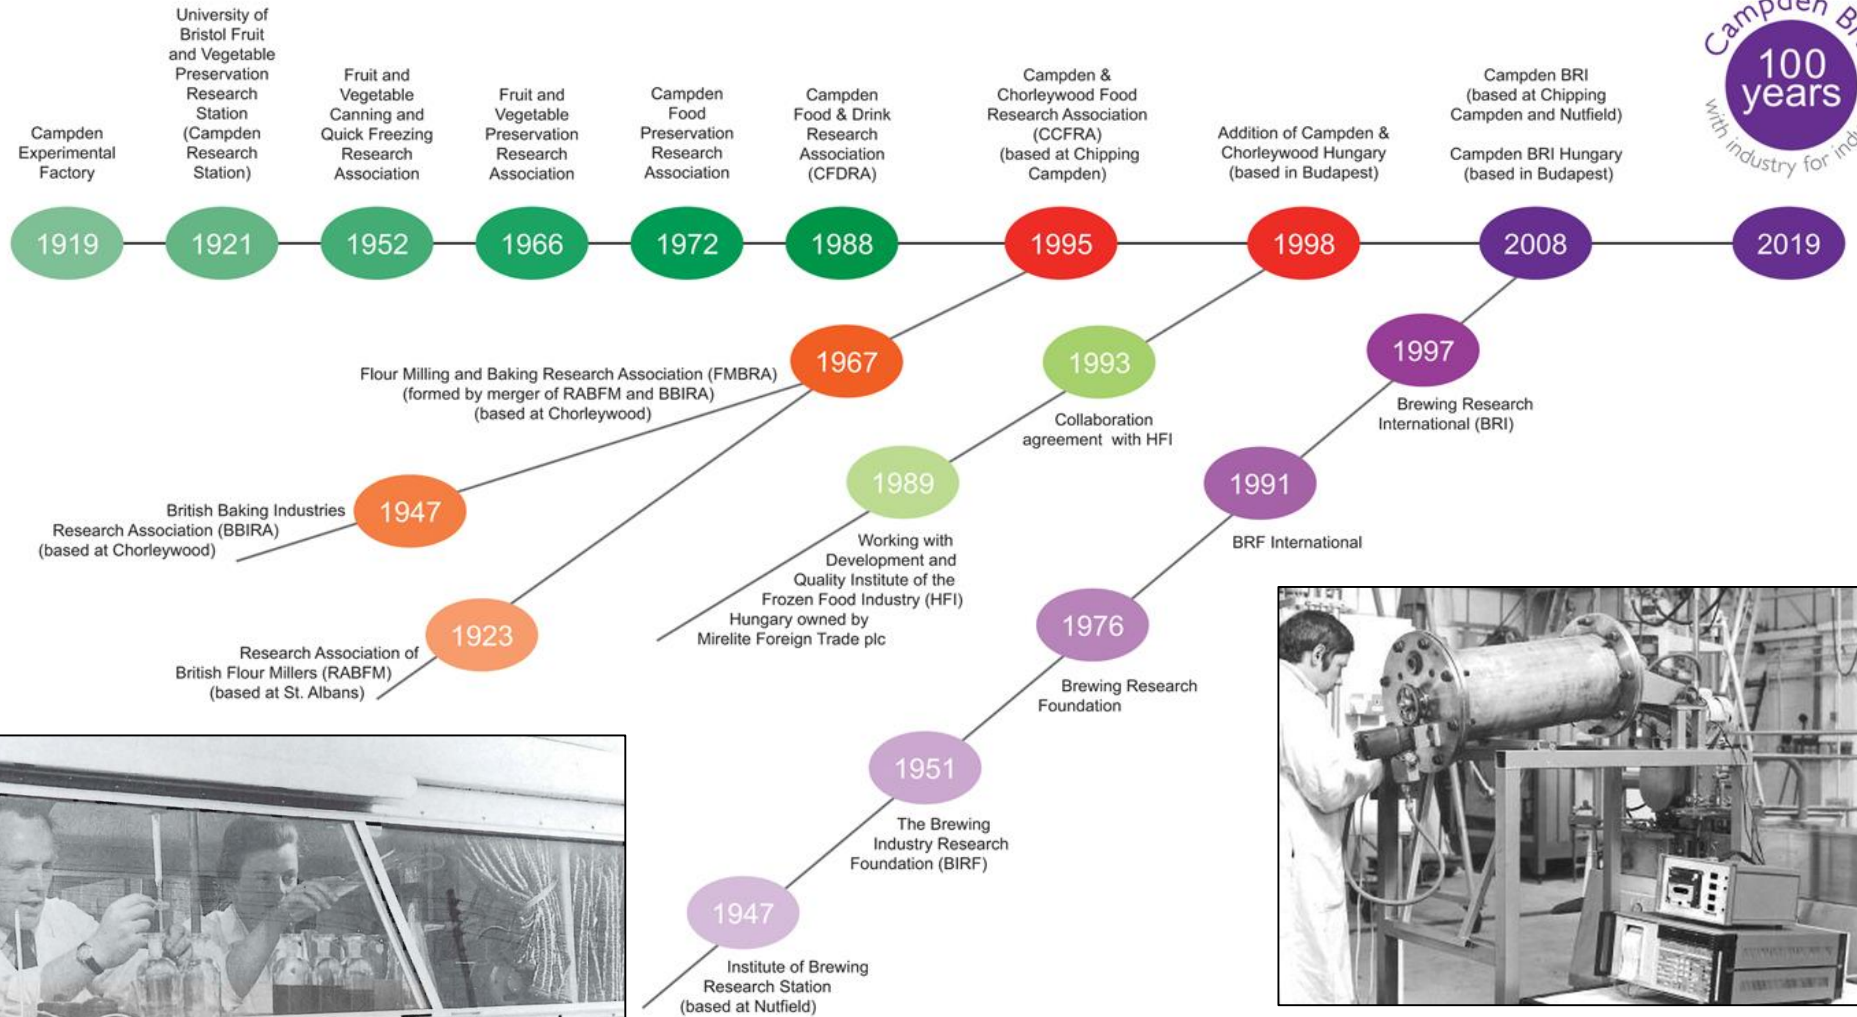 Campden
Experimental
Factory
University of
Bristol Fruit
and Vegetable
Preservation
Research
Station
(Campden
Research
Station)
Fruit and
Vegetable
Canning and
Quick Freezing
Research
Association
Fruit and
Vegetable
Preservation
Research
Association
Campden
Food
Preservation
Research
Association
Campden
Food & Drink
Research
Association
(CFDRA)
Campden &
Chorleywood Food
Research Association
(CCFRA)
(based at Chipping
Campden)
Addition of Campden &
Chorleywood Hungary
(based in Budapest)
Campden BRI
(based at Chipping
Campden and Nutfield)
Campden BRI Hungary
(based in Budapest)
Campden
100
years
with industry for
1919
1921
1952
1966
1972
1988
1995
1998
2008
2019
1967
Flour Milling and Baking Research Association (FMBRA)
(formed by merger of RABFM and BBIRA)
(based at Chorleywood)
1947
British Baking Industries
Research Association (BBIRA)
(based at Chorleywood)
1923
Research Association of
British Flour Millers (RABFM)
(based at St. Albans)
1993
Collaboration
agreement with HFI
1989
Working with
Development and
Quality Institute of the
Frozen Food Industry (HFI)
Hungary owned by
Mirelite Foreign Trade plc
1997
Brewing Research
International (BRI)
1991
BRF International
1976
Brewing Research
Foundation
1951
The Brewing
Industry Research
Foundation (BIRF)
1947
Institute of Brewing
Research Station
(based at Nutfield)